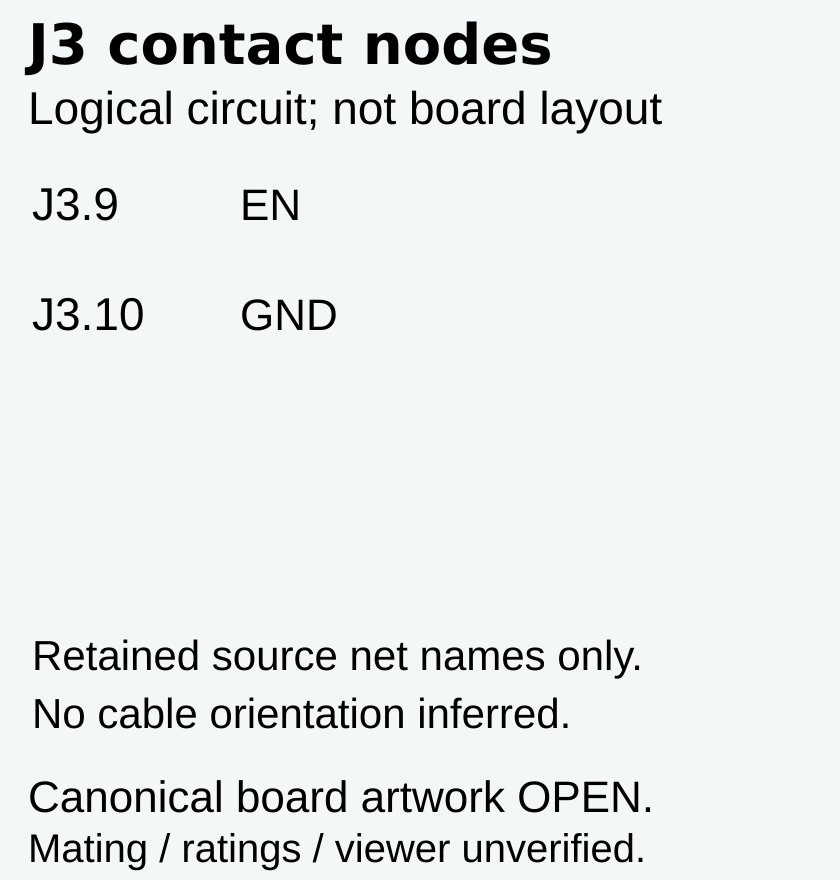 J3 contact nodes
Logical circuit; not board layout
J3.9 EN
J3.10 GND
Retained source net names only.
No cable orientation inferred.
Canonical board artwork OPEN.
Mating / ratings / viewer unverified.